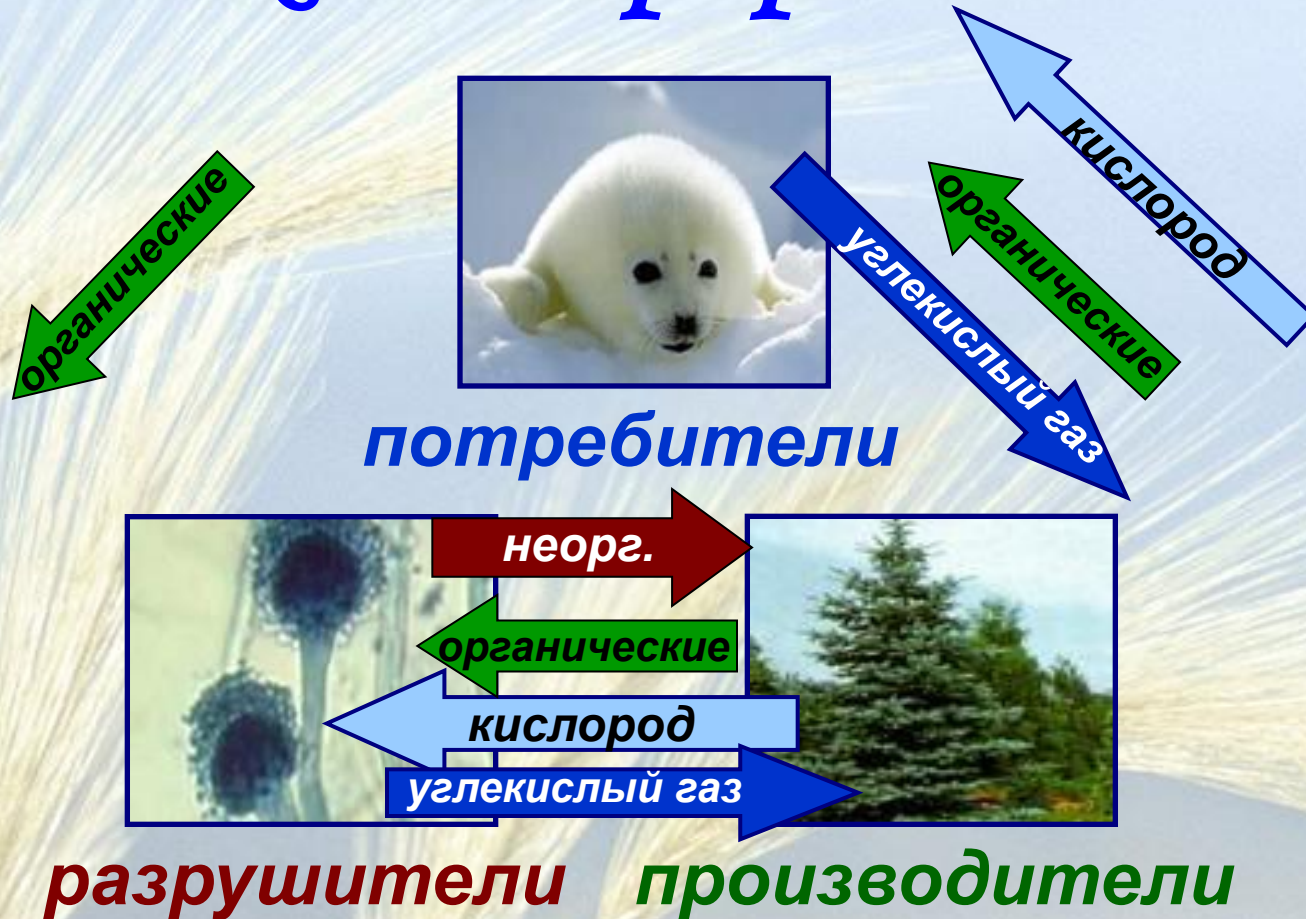 кислород
органические
органические
углекислый газ
потребители
неорг.
органические
кислород
углекислый газ
разрушители
производители